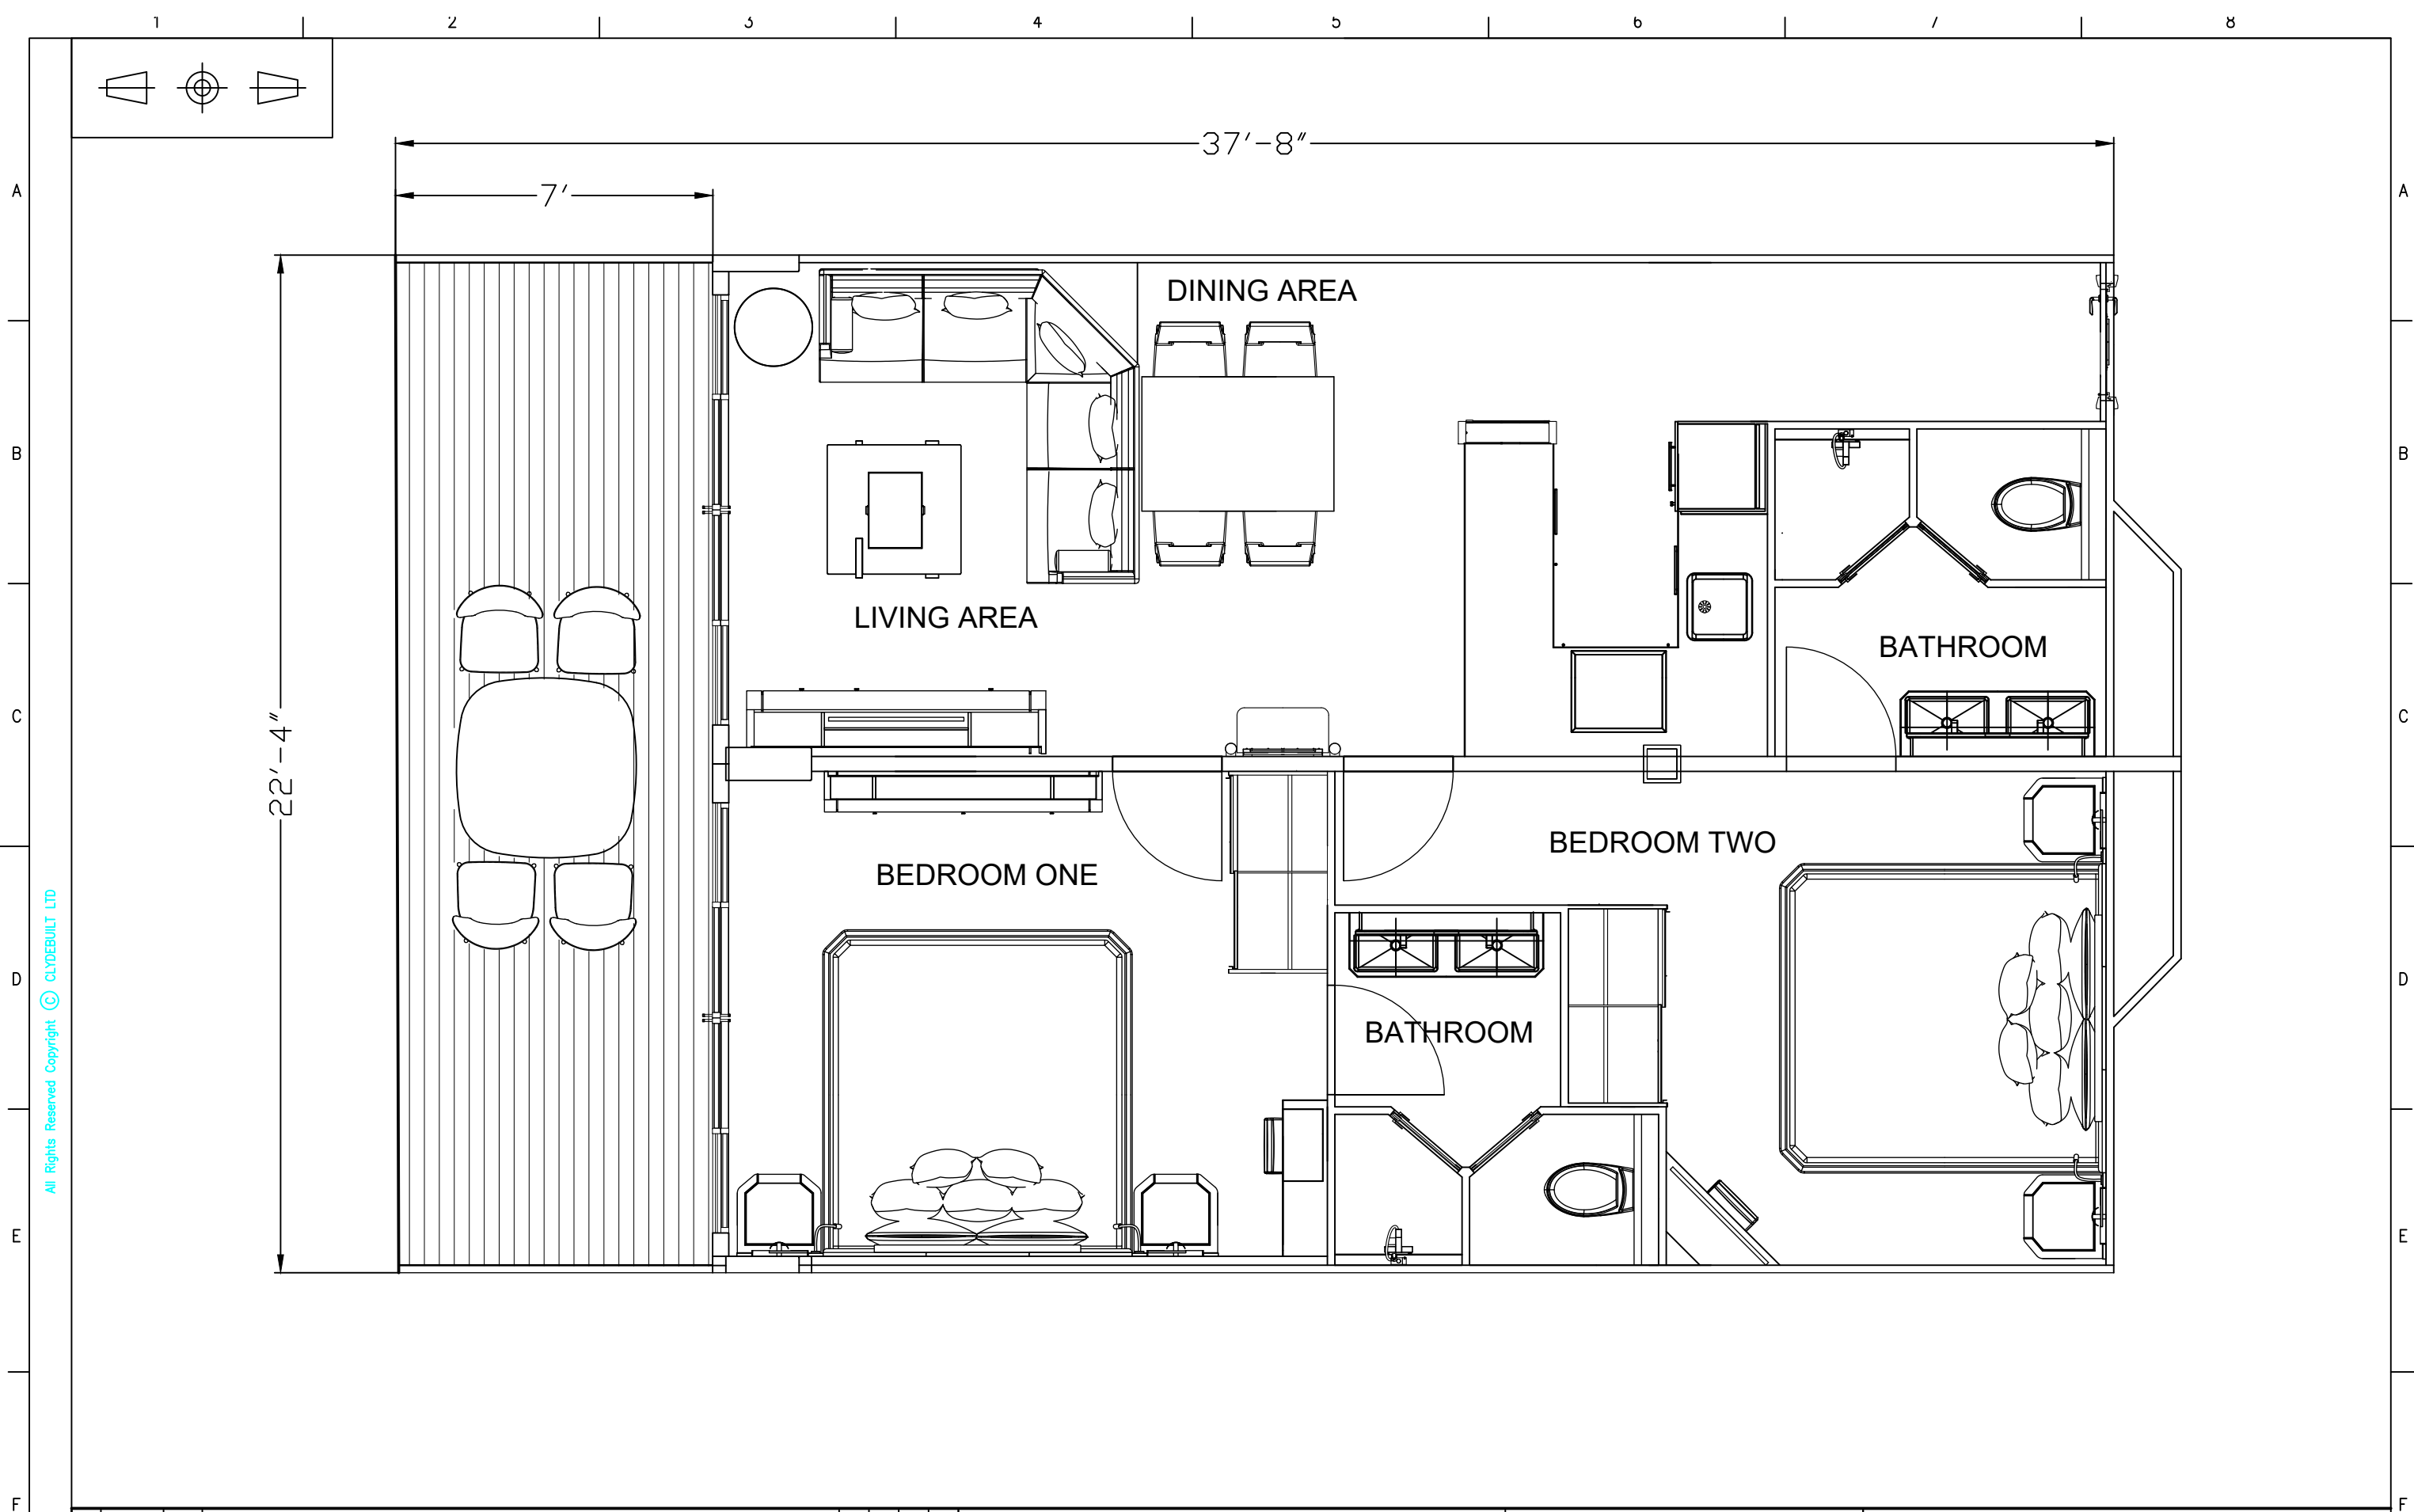 1 2 3 4 5 6 7 8
37'-8"
7'
A A
DINING AREA
B B
LIVING AREA
BATHROOM
C C
22'-4"
BEDROOM TWO
BEDROOM ONE
All Rights Reserved Copyright © CLYDEBUILT LTD
D D
BATHROOM
E E
F F